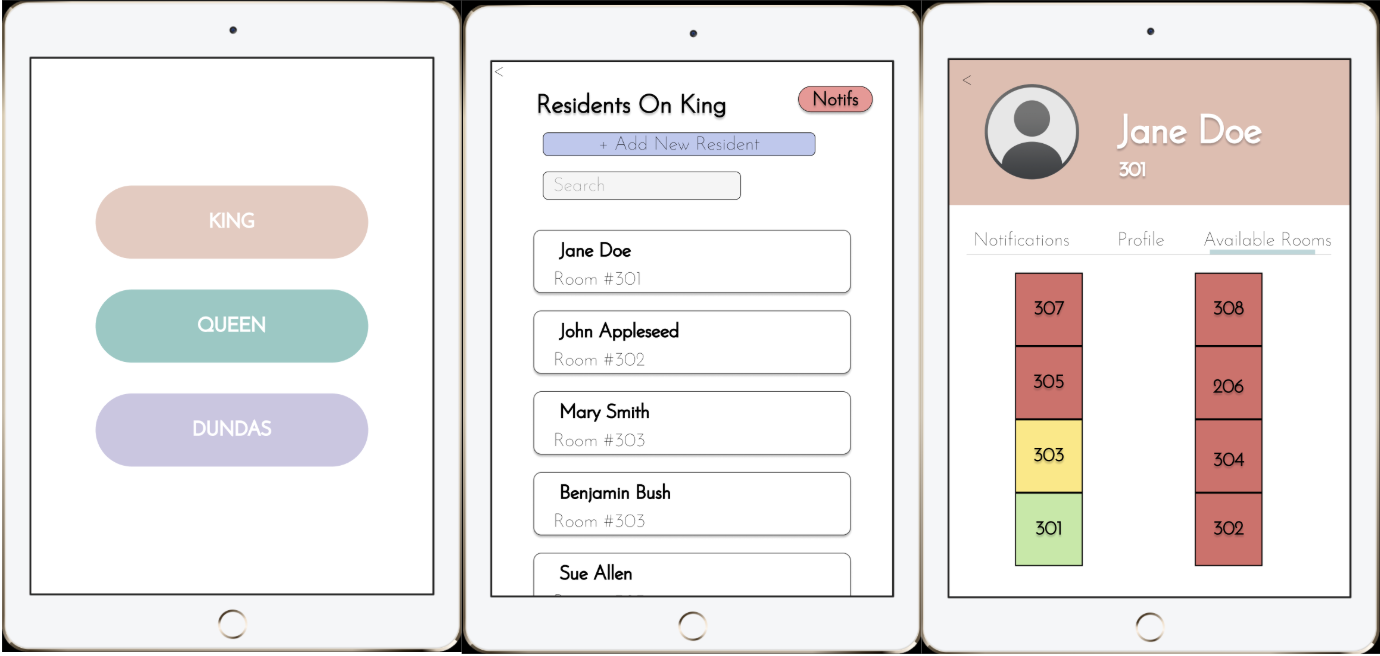 KING
QUEEN
DUNDAS
<
Residents On King
Notifs
+ Add New Resident
Search
Jane Doe
Room #301
John Appleseed
Room #302
Mary Smith
Room #303
Benjamin Bush
Room #303
Sue Allen
<
Jane Doe
301
Notifications Profile Available Rooms
307 308
305 206
303 304
301 302